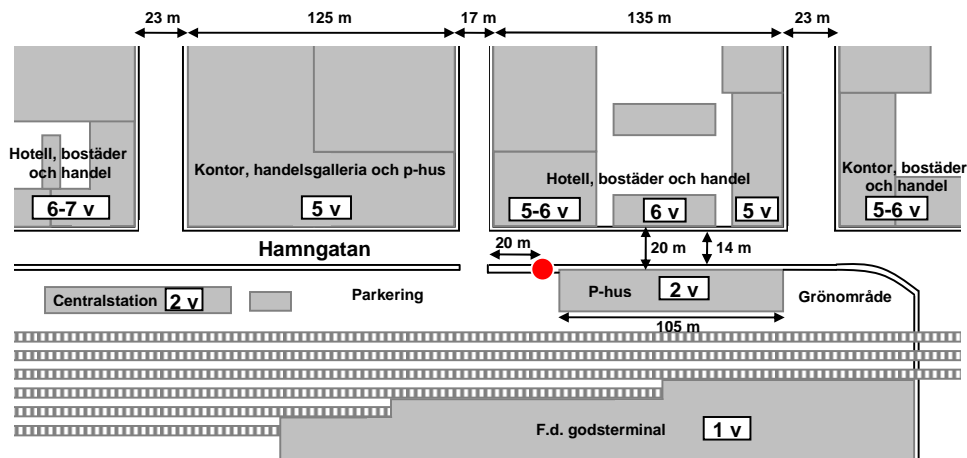 23 m
125 m
17 m
135 m
23 m
Hotell, bostäder
och handel
6-7 v
Kontor, handelsgalleria och p-hus
5 v
Hotell, bostäder och handel
5-6 v
6 v
5 v
Kontor, bostäder
och handel
5-6 v
Hamngatan
20 m
20 m
14 m
Centralstation
2 v
Parkering
P-hus
2 v
Grönområde
105 m
F.d. godsterminal
1 v